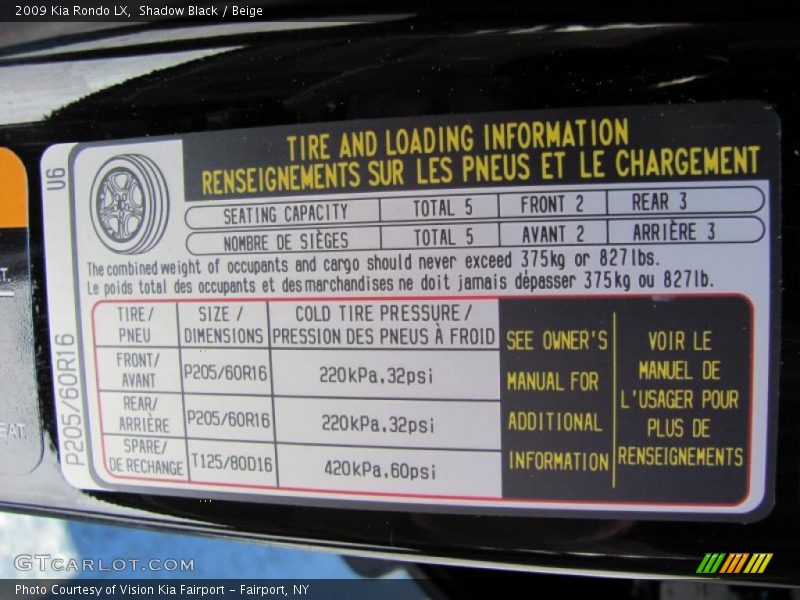 2009 Kia Rondo LX, Shadow Black / Beige
U6
TIRE AND LOADING INFORMATION
RENSEIGNEMENTS SUR LES PNEUS ET LE CHARGEMENT
SEATING CAPACITY TOTAL 5 FRONT 2 REAR 3
NOMBRE DE SIÈGES TOTAL 5 AVANT 2 ARRIÈRE 3
The combined weight of occupants and cargo should never exceed 375kg or 827lbs.
Le poids total des occupants et des marchandises ne doit jamais dépasser 375kg ou 827lb.
P205/60R16
TIRE/
PNEU
SIZE /
DIMENSIONS
COLD TIRE PRESSURE /
PRESSION DES PNEUS À FROID
FRONT/
AVANT
P205/60R16
220kPa,32psi
REAR/
ARRIÈRE
P205/60R16
220kPa,32psi
SPARE/
DE RECHANGE
T125/80D16
420kPa,60psi
SEE OWNER'S
MANUAL FOR
ADDITIONAL
INFORMATION
VOIR LE
MANUEL DE
L'USAGER POUR
PLUS DE
RENSEIGNEMENTS
EAT.
GTCarLot.com
Photo Courtesy of Vision Kia Fairport – Fairport, NY